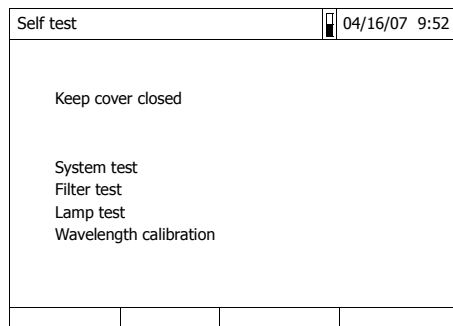 Self test 04/16/07 9:52
Keep cover closed
System test
Filter test
Lamp test
Wavelength calibration